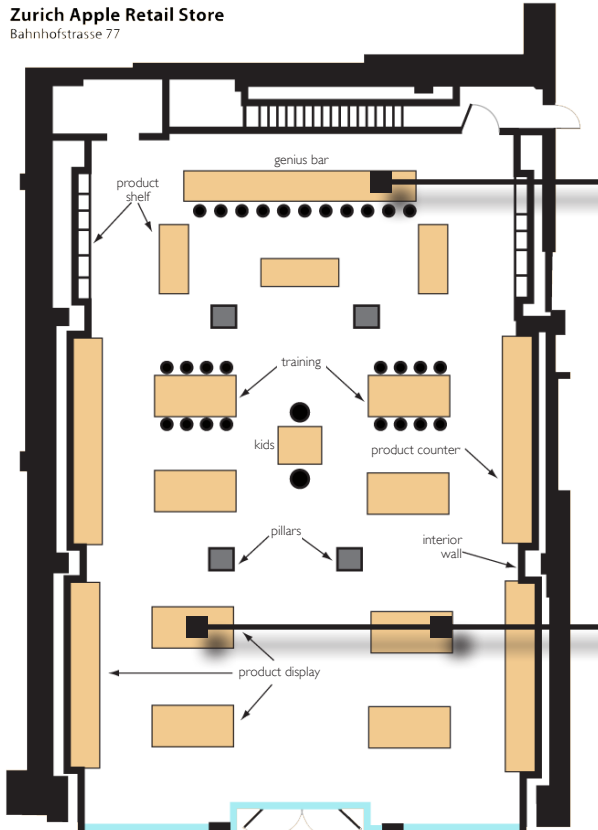 Zurich Apple Retail Store
Bahnhofstrasse 77
genius bar
product
shelf
training
kids
product counter
pillars
interior
wall
product display